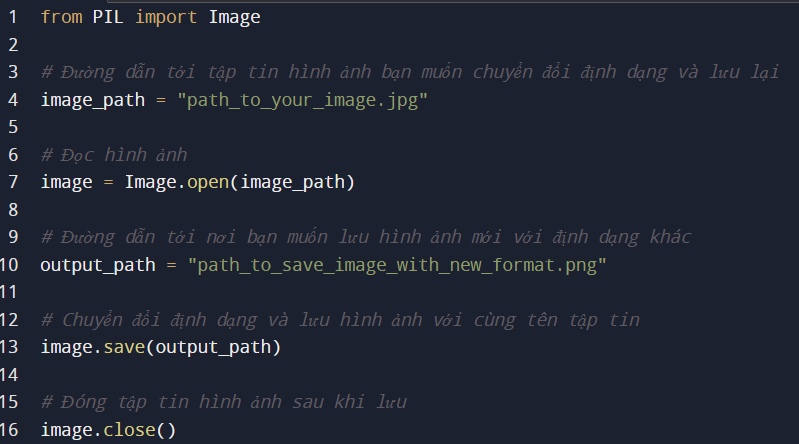 1 from PIL import Image
2
3 # Đường dẫn tới tập tin hình ảnh bạn muốn chuyển đổi định dạng và lưu lại
4 image_path = "path_to_your_image.jpg"
5
6 # Đọc hình ảnh
7 image = Image.open(image_path)
8
9 # Đường dẫn tới nơi bạn muốn lưu hình ảnh mới với định dạng khác
10 output_path = "path_to_save_image_with_new_format.png"
11
12 # Chuyển đổi định dạng và lưu hình ảnh với cùng tên tập tin
13 image.save(output_path)
14
15 # Đóng tập tin hình ảnh sau khi lưu
16 image.close()